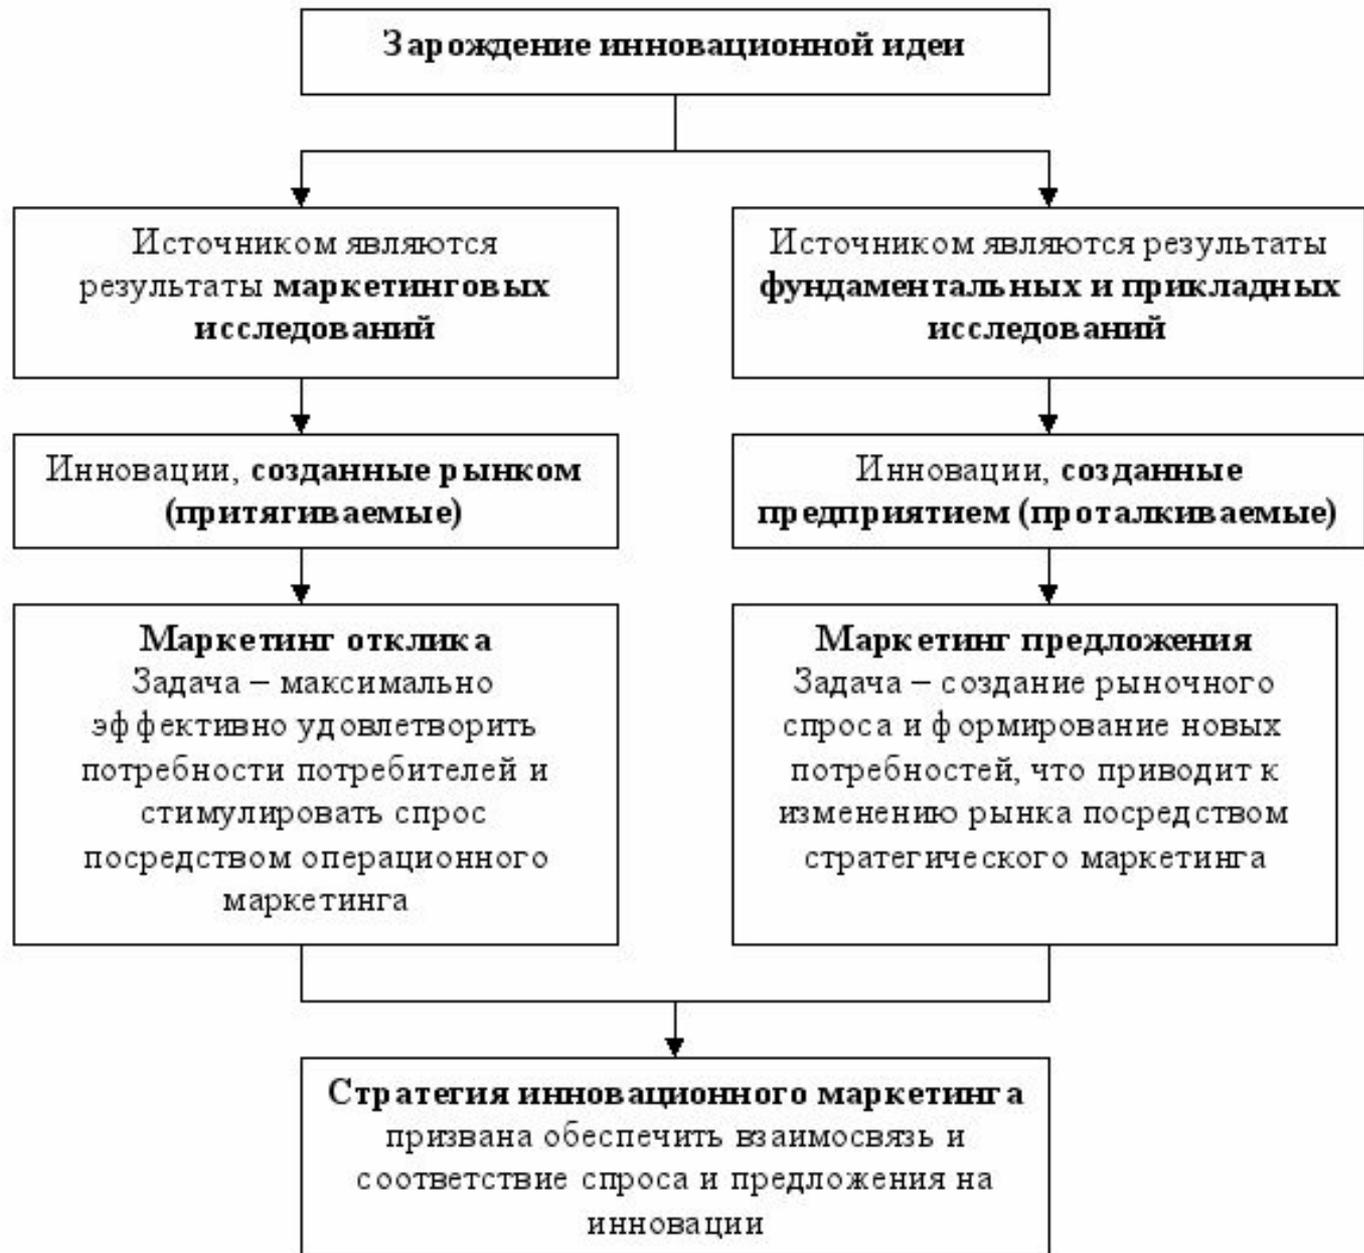 Зарождение инновационной идеи
Источником являются
результаты маркетинговых
исследований
Источником являются результаты
фундаментальных и прикладных
исследований
Инновации, созданные рынком
(притягиваемые)
Инновации, созданные
предприятием (проталкиваемые)
Маркетинг отклика
Задача – максимально
эффективно удовлетворить
потребности потребителей и
стимулировать спрос
посредством операционного
маркетинга
Маркетинг предложения
Задача – создание рыночного
спроса и формирование новых
потребностей, что приводит к
изменению рынка посредством
стратегического маркетинга
Стратегия инновационного маркетинга
призвана обеспечить взаимосвязь и
соответствие спроса и предложения на
инновации